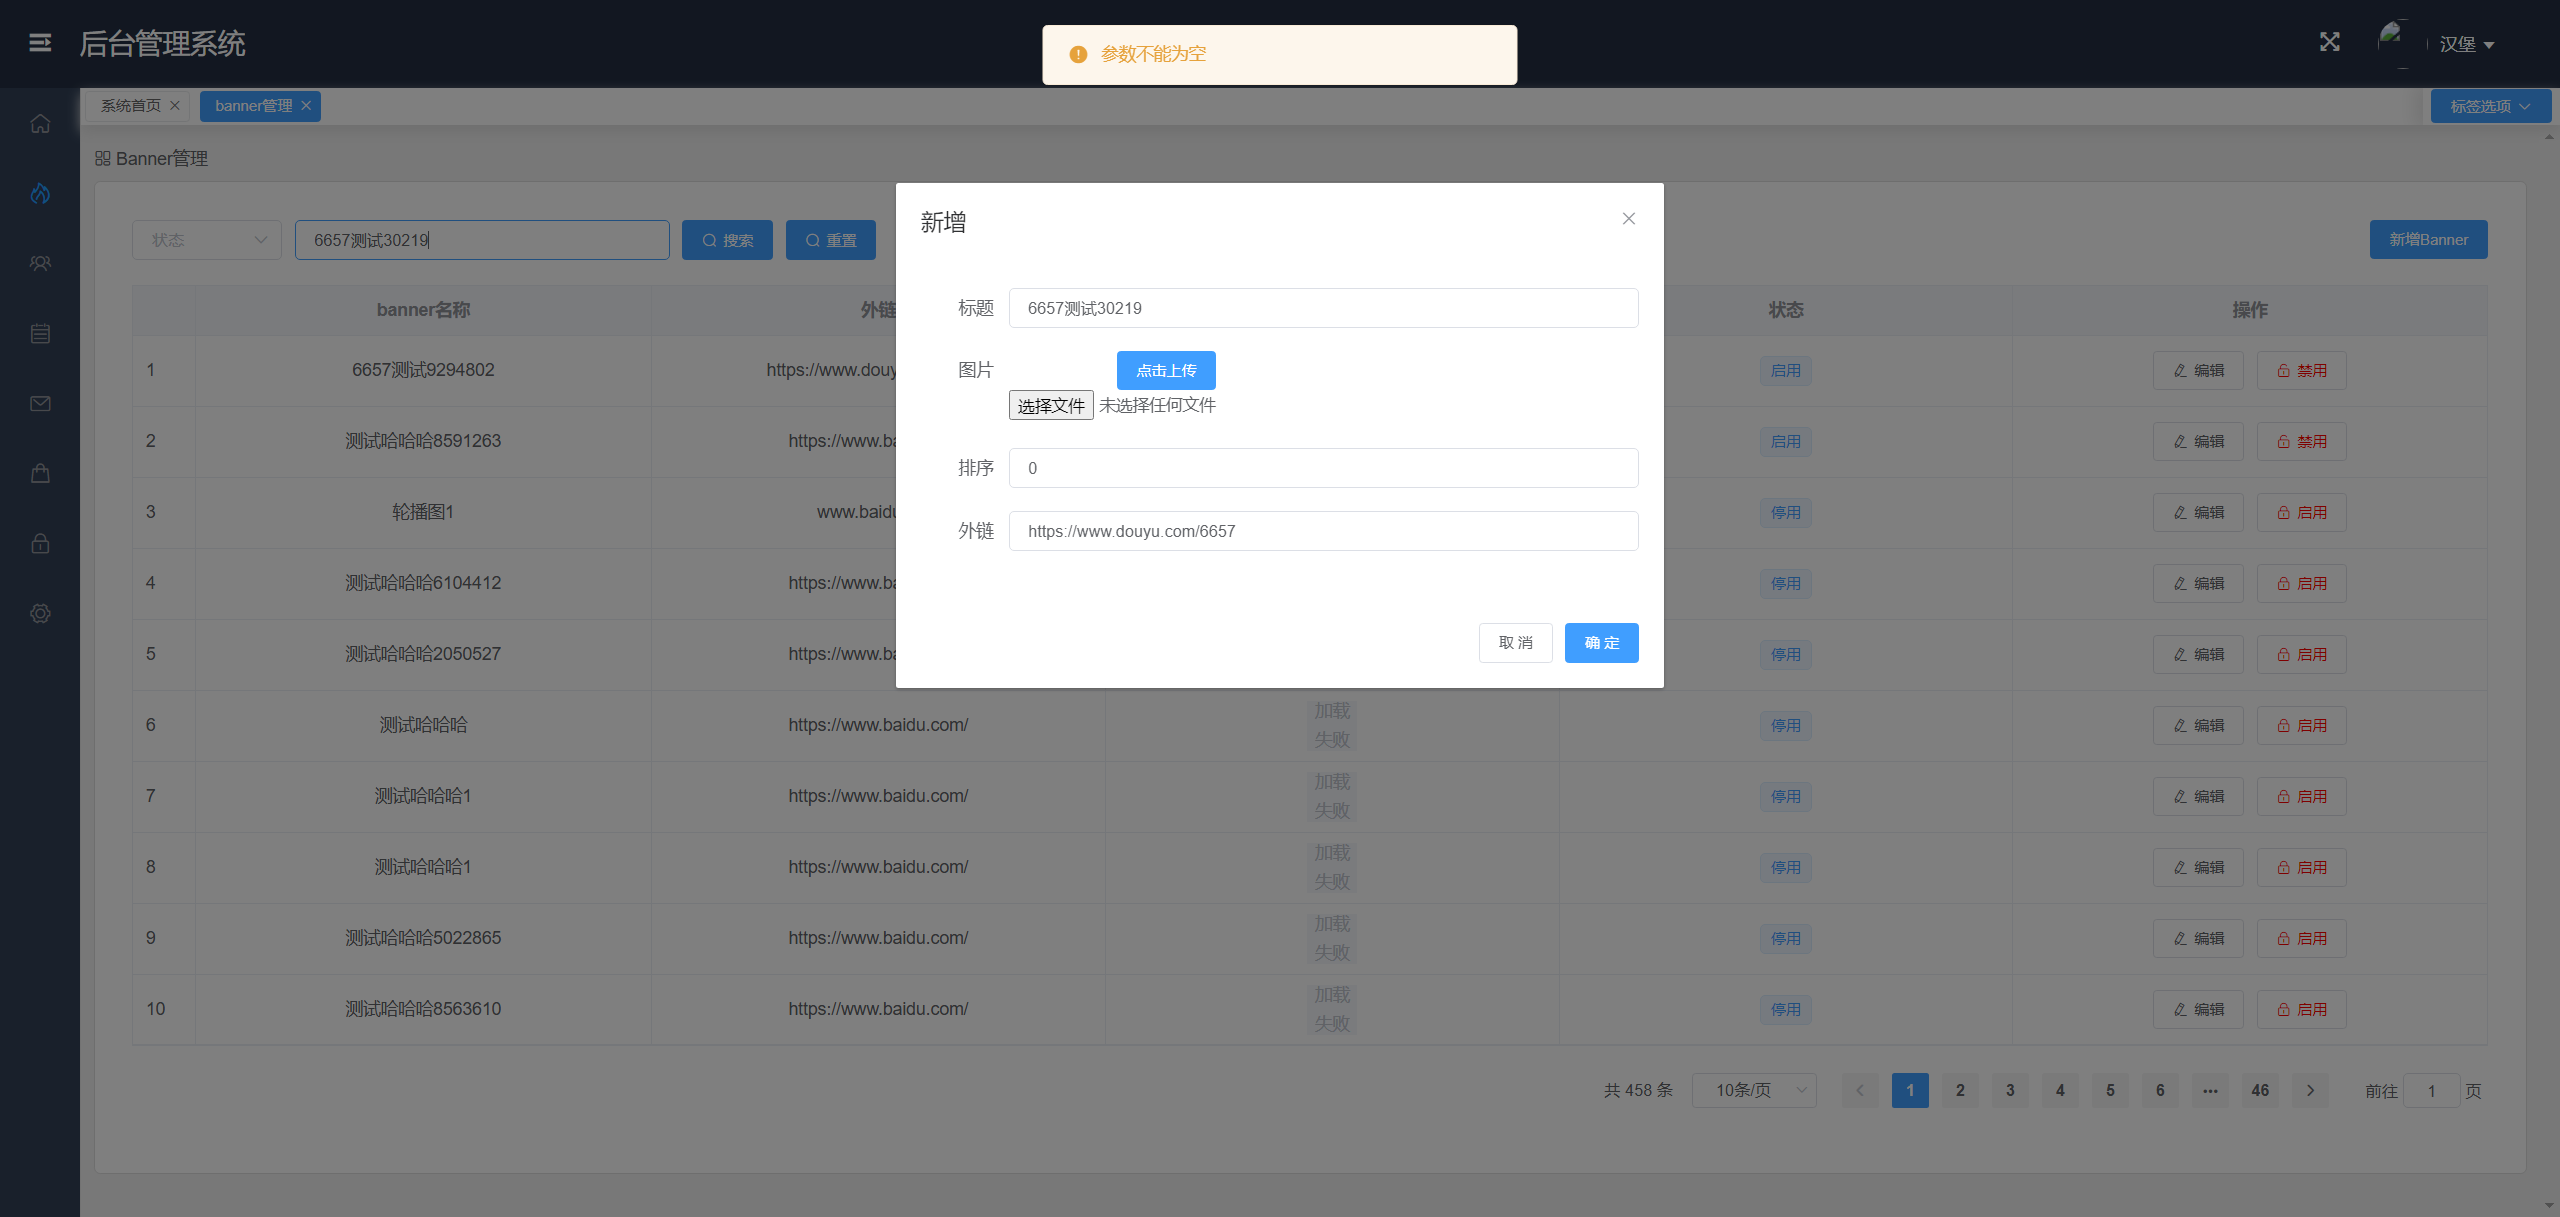 后台管理系统
参数不能为空
汉堡
系统首页
banner管理
标签选项
Banner管理
状态
6657测试30219
搜索
重置
新增Banner
新增
标题 6657测试30219
图片 点击上传
选择文件 未选择任何文件
排序 0
外链 https://www.douyu.com/6657
取 消 确 定
banner名称 外链 状态 操作
1 6657测试9294802 https://www.douy 启用 编辑 禁用
2 测试哈哈哈8591263 https://www.ba 启用 编辑 禁用
3 轮播图1 www.baidu 停用 编辑 启用
4 测试哈哈哈6104412 https://www.ba 停用 编辑 启用
5 测试哈哈哈2050527 https://www.ba 停用 编辑 启用
6 测试哈哈哈 https://www.baidu.com/ 加载失败 停用 编辑 启用
7 测试哈哈哈1 https://www.baidu.com/ 加载失败 停用 编辑 启用
8 测试哈哈哈1 https://www.baidu.com/ 加载失败 停用 编辑 启用
9 测试哈哈哈5022865 https://www.baidu.com/ 加载失败 停用 编辑 启用
10 测试哈哈哈8563610 https://www.baidu.com/ 加载失败 停用 编辑 启用
共 458 条 10条/页 1 2 3 4 5 6 ••• 46 前往 1 页